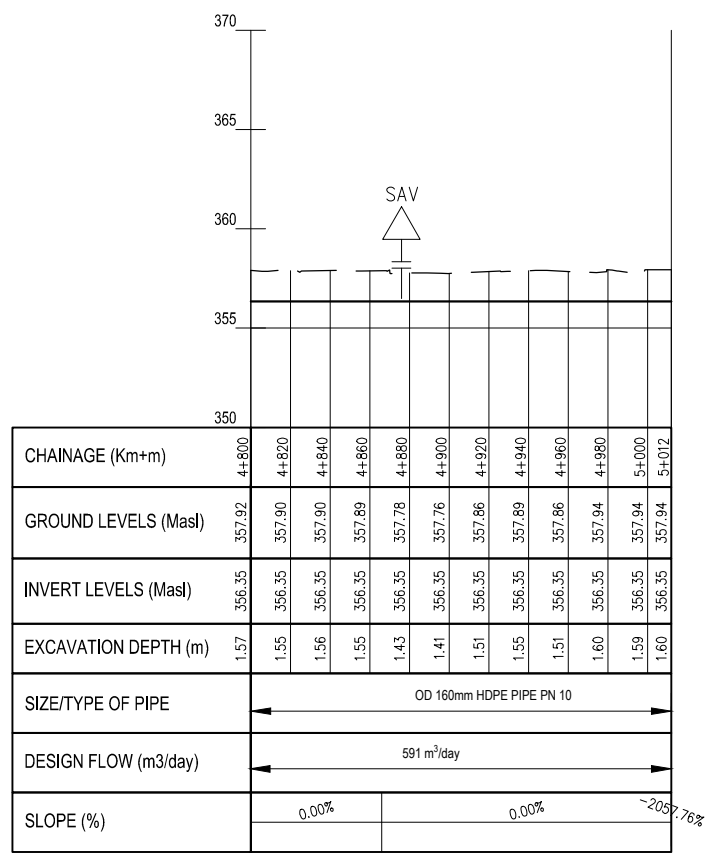 370
365
SAV
360
355
350
CHAINAGE (Km+m) 4+800 4+820 4+840 4+860 4+880 4+900 4+920 4+940 4+960 4+980 5+000 5+012
GROUND LEVELS (Masl) 357.92 357.90 357.90 357.89 357.78 357.76 357.86 357.89 357.86 357.94 357.94 357.94
INVERT LEVELS (Masl) 356.35 356.35 356.35 356.35 356.35 356.35 356.35 356.35 356.35 356.35 356.35 356.35
EXCAVATION DEPTH (m) 1.57 1.55 1.56 1.55 1.43 1.41 1.51 1.55 1.51 1.60 1.59 1.60
SIZE/TYPE OF PIPE OD 160mm HDPE PIPE PN 10
DESIGN FLOW (m3/day) 591 m³/day
SLOPE (%) 0.00% 0.00% -2057.76%